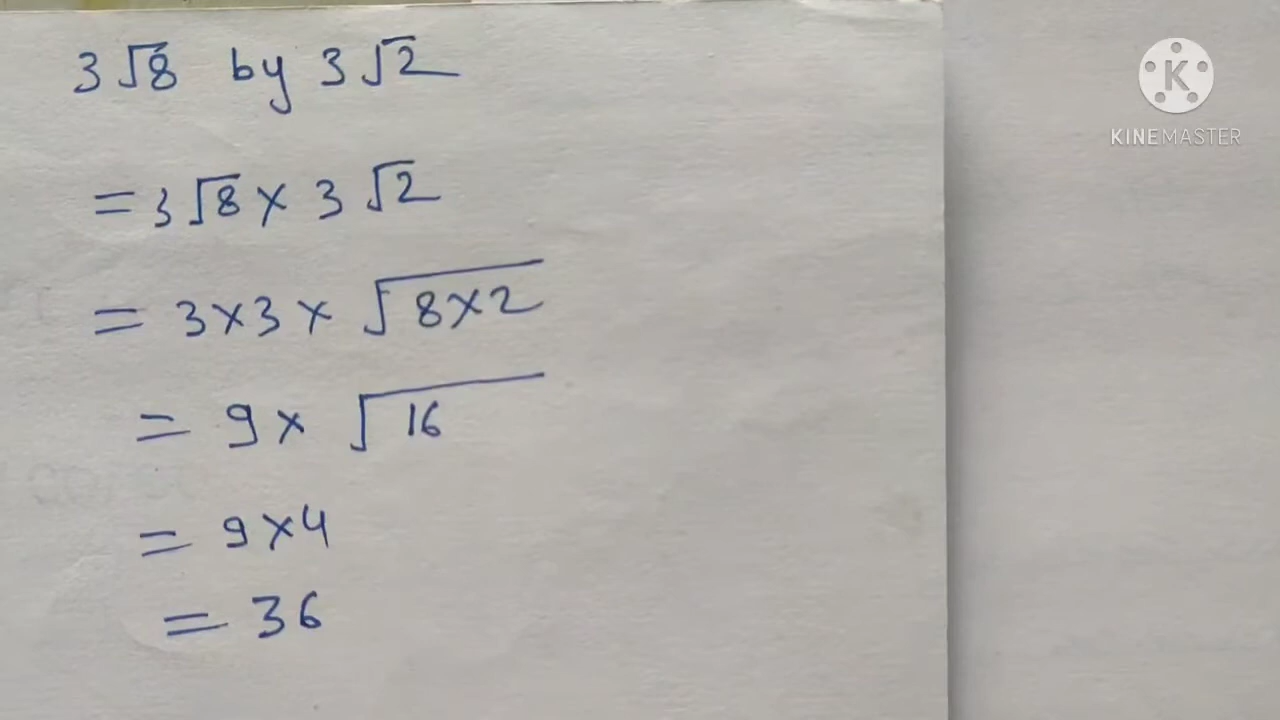 3√8 by 3√2
= 3√8 × 3√2
= 3×3× √8×2
= 9× √16
= 9×4
= 36
K
KINEMASTER